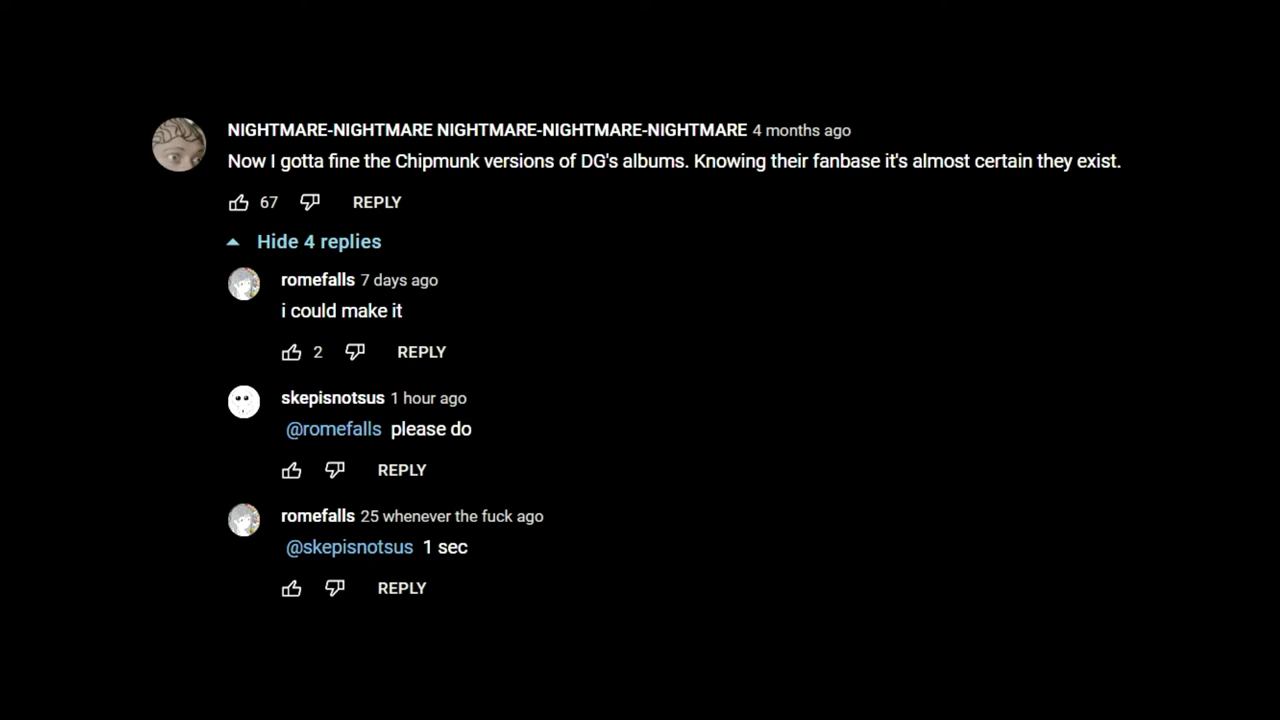 NIGHTMARE-NIGHTMARE NIGHTMARE-NIGHTMARE-NIGHTMARE 4 months ago
Now I gotta fine the Chipmunk versions of DG's albums. Knowing their fanbase it's almost certain they exist.
67 REPLY
Hide 4 replies
romefalls 7 days ago
i could make it
2 REPLY
skepisnotsus 1 hour ago
@romefalls please do
REPLY
romefalls 25 whenever the fuck ago
@skepisnotsus 1 sec
REPLY